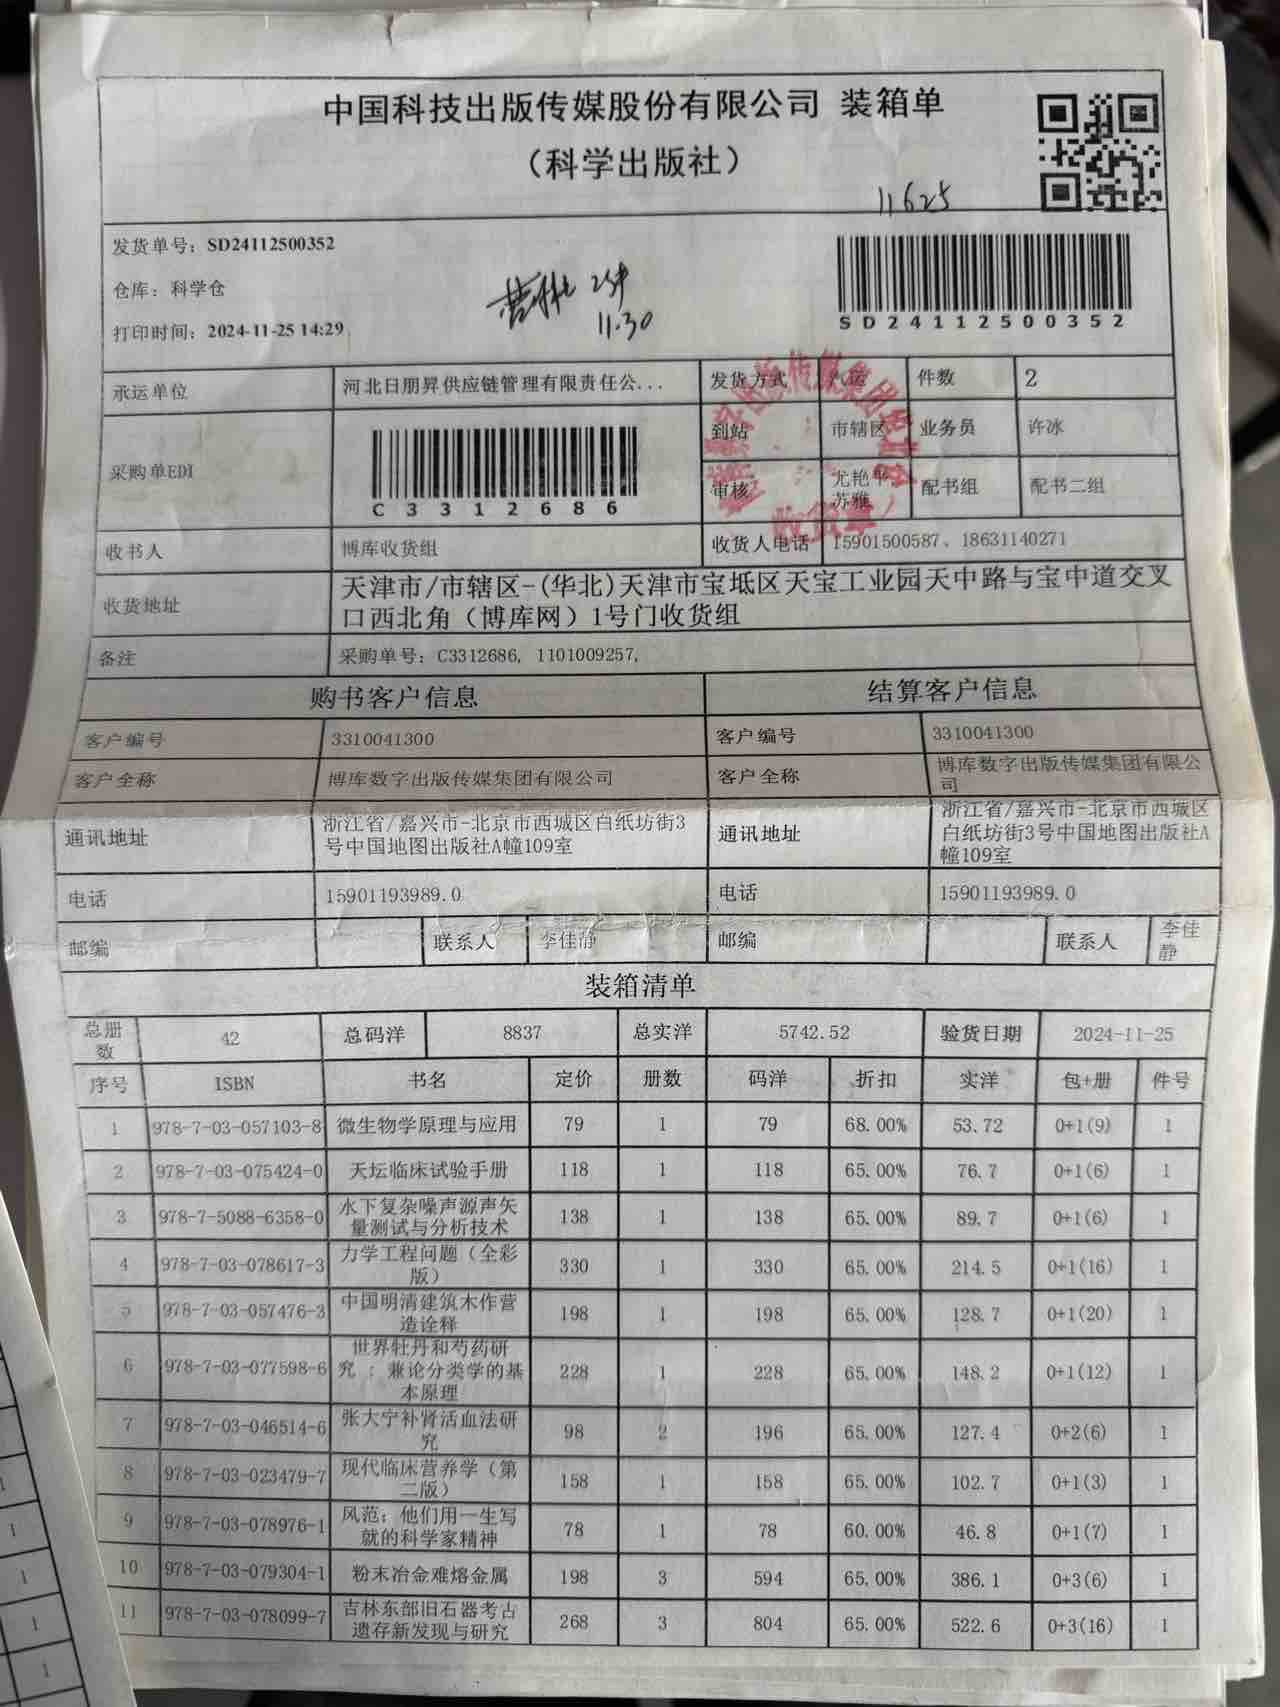 中国科技出版传媒股份有限公司 装箱单
（科学出版社）
11625
发货单号：SD24112500352
仓库：科学仓
打印时间：2024-11-25 14:29
25件
11.30
SD24112500352
承运单位 河北日朋昇供应链管理有限责任公... 发货方式 汽运 件数 2
采购单EDI C3312686 到站 市辖区 业务员 许冰
审核 尤艳华 苏雅 配书组 配书二组
收货章
收书人 博库收货组 收货人电话 15901500587、18631140271
收货地址 天津市/市辖区-(华北)天津市宝坻区天宝工业园天中路与宝中道交叉
口西北角（博库网）1号门收货组
备注 采购单号：C3312686, 1101009257,
购书客户信息 结算客户信息
客户编号 3310041300 客户编号 3310041300
客户全称 博库数字出版传媒集团有限公司 客户全称 博库数字出版传媒集团有限公
司
通讯地址 浙江省/嘉兴市-北京市西城区白纸坊街3
号中国地图出版社A幢109室
通讯地址 浙江省/嘉兴市-北京市西城区
白纸坊街3号中国地图出版社A
幢109室
电话 15901193989.0 电话 15901193989.0
邮编 联系人 李佳静 邮编 联系人 李佳
静
装箱清单
总册数 42 总码洋 8837 总实洋 5742.52 验货日期 2024-11-25
序号 ISBN 书名 定价 册数 码洋 折扣 实洋 包+册 件号
1 978-7-03-057103-8 微生物学原理与应用 79 1 79 68.00% 53.72 0+1(9) 1
2 978-7-03-075424-0 天坛临床试验手册 118 1 118 65.00% 76.7 0+1(6) 1
3 978-7-5088-6358-0 水下复杂噪声源声矢量测试与分析技术 138 1 138 65.00% 89.7 0+1(6) 1
4 978-7-03-078617-3 力学工程问题（全彩版） 330 1 330 65.00% 214.5 0+1(16) 1
5 978-7-03-057476-3 中国明清建筑木作营造诠释 198 1 198 65.00% 128.7 0+1(20) 1
6 978-7-03-077598-6 世界牡丹和芍药研究 ：兼论分类学的基本原理 228 1 228 65.00% 148.2 0+1(12) 1
7 978-7-03-046514-6 张大宁补肾活血法研究 98 2 196 65.00% 127.4 0+2(6) 1
8 978-7-03-023479-7 现代临床营养学（第二版） 158 1 158 65.00% 102.7 0+1(3) 1
9 978-7-03-078976-1 风范：他们用一生写就的科学家精神 78 1 78 60.00% 46.8 0+1(7) 1
10 978-7-03-079304-1 粉末冶金难熔金属 198 3 594 65.00% 386.1 0+3(6) 1
11 978-7-03-078099-7 吉林东部旧石器考古遗存新发现与研究 268 3 804 65.00% 522.6 0+3(16) 1
1
1
1
1
1